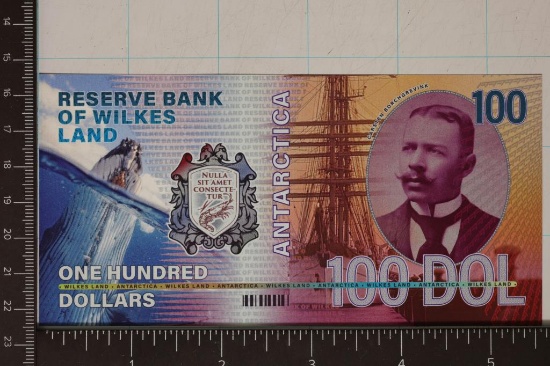 RESERVE BANK
OF WILKES
LAND
NULLA
SIT AMET
CONSECTE-
TUR
ANTARCTICA
100
ONE HUNDRED
DOLLARS
100 DOL
WILKES LAND • ANTARCTICA • WILKES LAND • ANTARCTICA • WILKES LAND • ANTARCTICA • WILKES LAND • ANTARCTICA • WILKES LAND
14
15
16
17
18
19
20
21
22
23
1
2
3
4
5